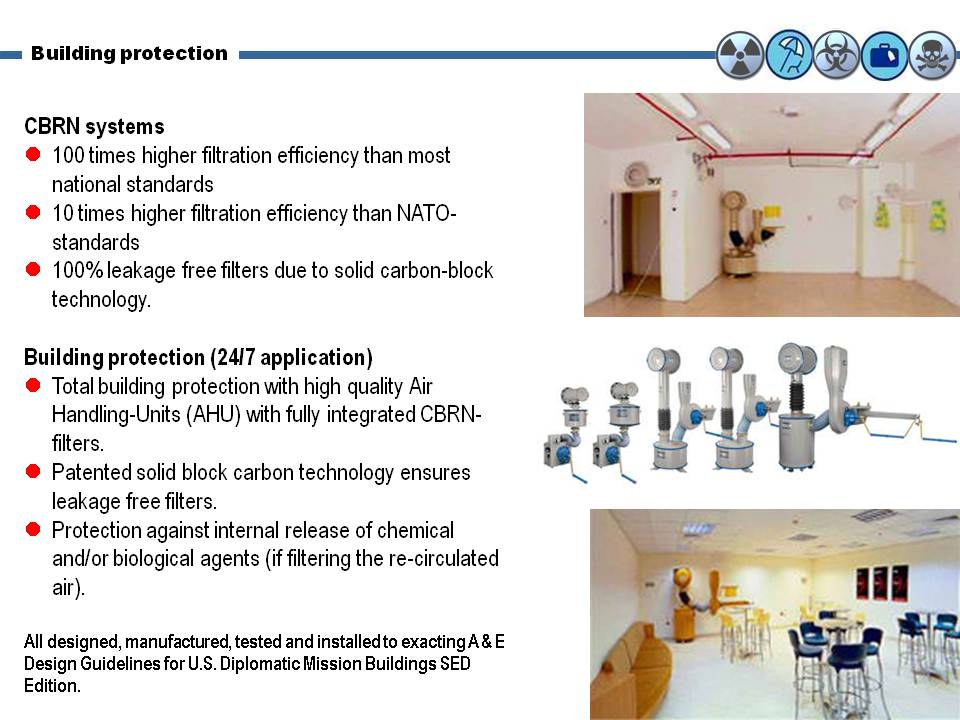 Building protection
CBRN systems
100 times higher filtration efficiency than most
national standards
10 times higher filtration efficiency than NATO-
standards
100% leakage free filters due to solid carbon-block
technology.
Building protection (24/7 application)
Total building protection with high quality Air
Handling-Units (AHU) with fully integrated CBRN-
filters.
Patented solid block carbon technology ensures
leakage free filters.
Protection against internal release of chemical
and/or biological agents (if filtering the re-circulated
air).
All designed, manufactured, tested and installed to exacting A & E
Design Guidelines for U.S. Diplomatic Mission Buildings SED
Edition.